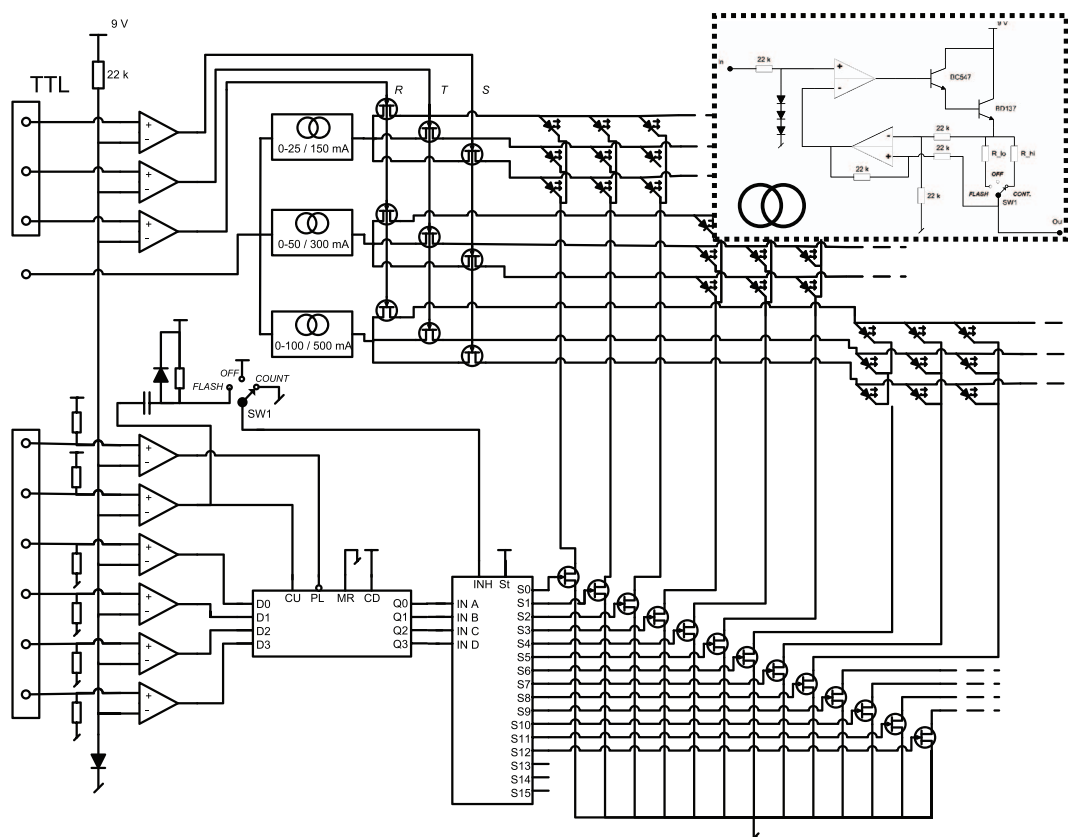 9 V
TTL
22 k
R T S
0-25 / 150 mA
0-50 / 300 mA
0-100 / 500 mA
+
-
+
-
+
-
In
22 k
+
-
BC547
9 V
BD137
-
+
22 k
22 k
22 k
22 k
R_lo
R_hi
OFF
FLASH
CONT.
SW1
Ou
OFF
FLASH
COUNT
SW1
+
-
+
-
+
-
+
-
+
-
+
-
CU PL MR CD
D0
D1
D2
D3
Q0
Q1
Q2
Q3
INH St
IN A
IN B
IN C
IN D
S0
S1
S2
S3
S4
S5
S6
S7
S8
S9
S10
S11
S12
S13
S14
S15